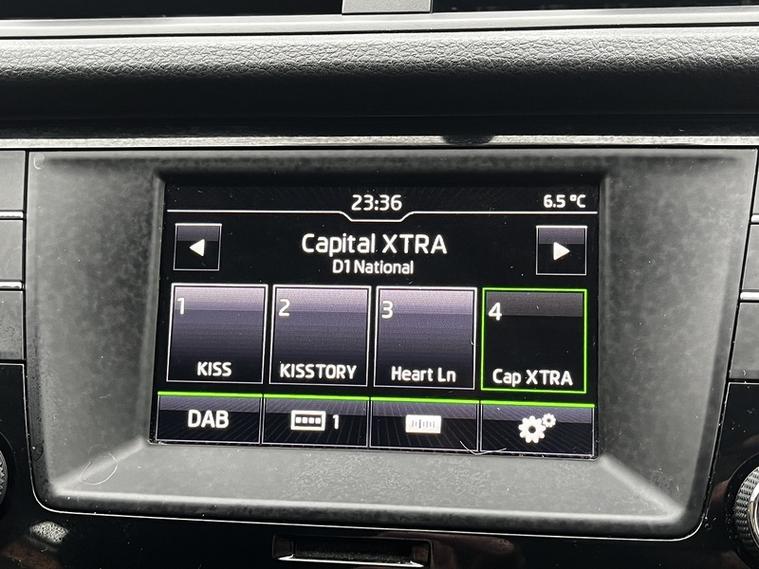 23:36
6.5 °C
Capital XTRA
D1 National
1
2
3
4
KISS
KISSTORY
Heart Ln
Cap XTRA
DAB
1